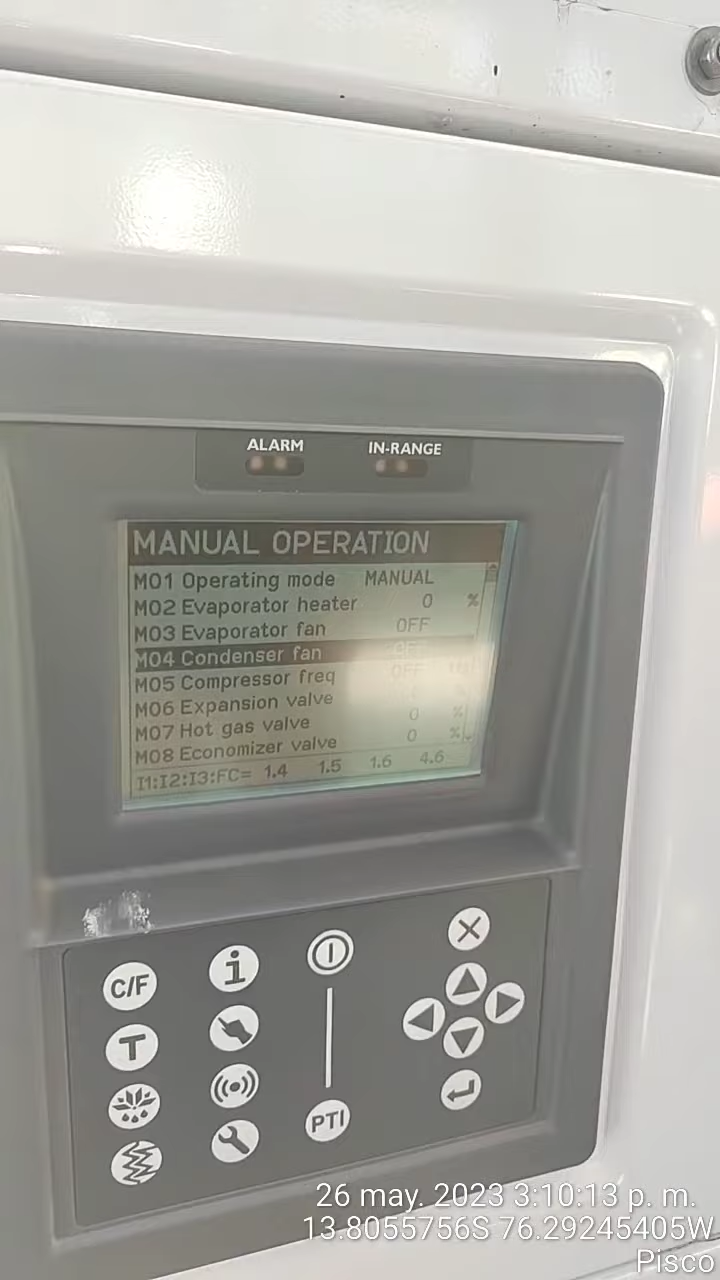 ALARM IN-RANGE
MANUAL OPERATION
M01 Operating mode MANUAL
M02 Evaporator heater 0 %
M03 Evaporator fan OFF
M04 Condenser fan
M05 Compressor freq OFF
M06 Expansion valve
M07 Hot gas valve 0 %
M08 Economizer valve 0 %
I1:I2:I3:FC= 1.4 1.5 1.6 4.6
C/F
T
PTI
26 may. 2023 3:10:13 p. m.
13.8055756S 76.29245405W
Pisco